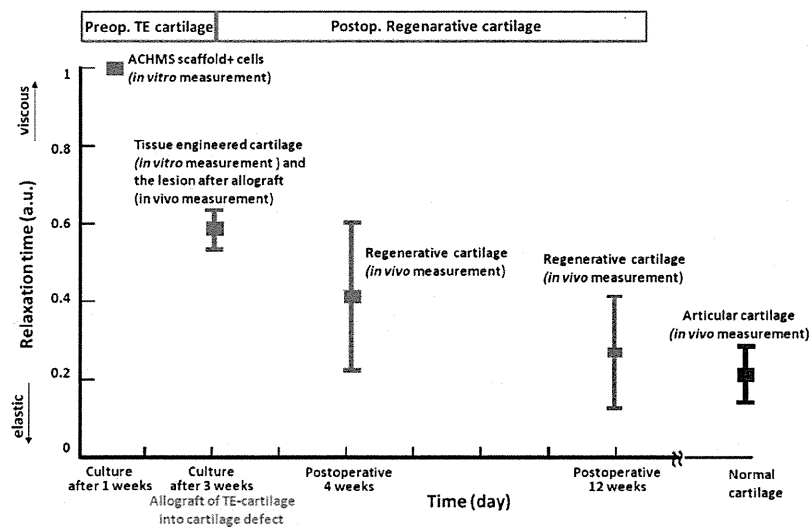 Preop. TE cartilage
Postop. Regenarative cartilage
ACHMS scaffold+ cells
(in vitro measurement)
Tissue engineered cartilage
(in vitro measurement ) and
the lesion after allograft
(in vivo measurement)
Regenerative cartilage
(in vivo measurement)
Regenerative cartilage
(in vivo measurement)
Articular cartilage
(in vivo measurement)
viscous
Relaxation time (a.u.)
elastic
1
0.8
0.6
0.4
0.2
0
Culture
after 1 weeks
Culture
after 3 weeks
Allograft of TE-cartilage
into cartilage defect
Postoperative
4 weeks
Time (day)
Postoperative
12 weeks
Normal
cartilage